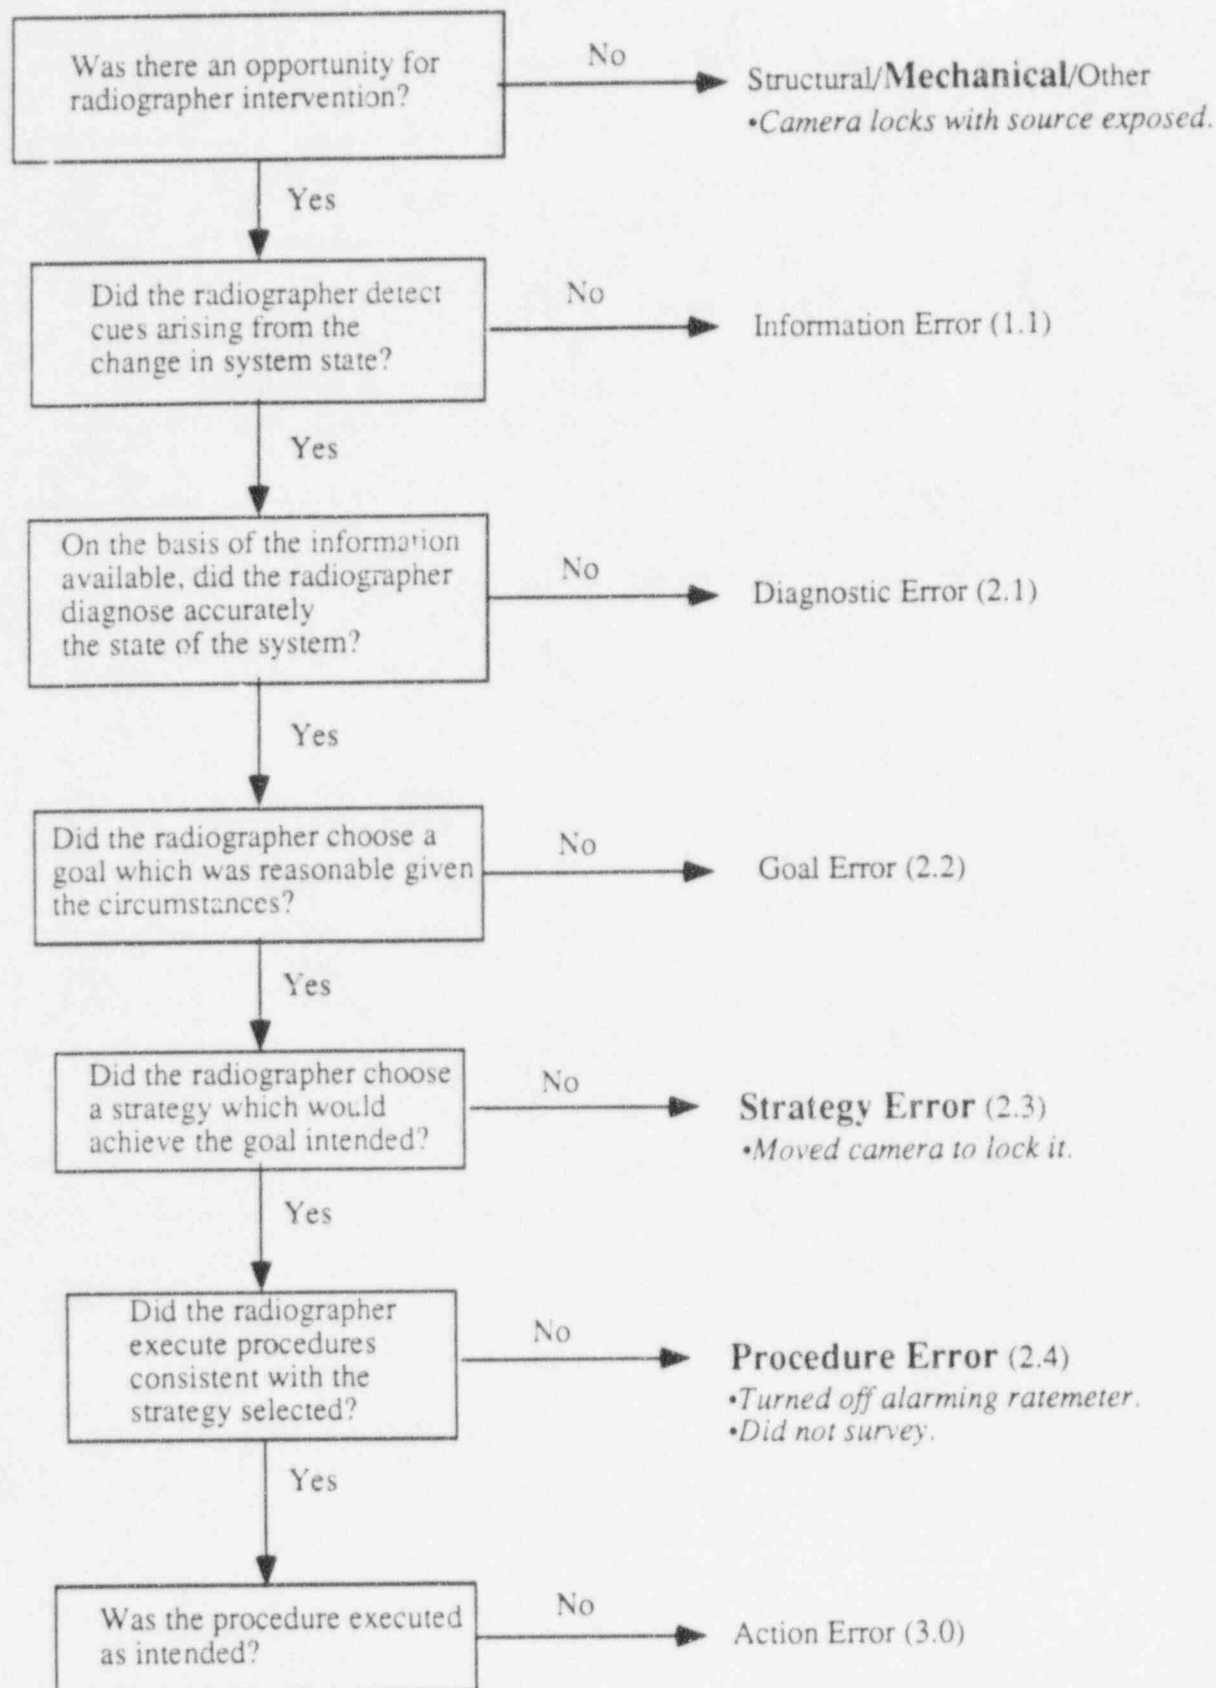 Was there an opportunity for
radiographer intervention?
No
Structural/Mechanical/Other
•Camera locks with source exposed.
Yes
Did the radiographer detect
cues arising from the
change in system state?
No
Information Error (1.1)
Yes
On the basis of the information
available, did the radiographer
diagnose accurately
the state of the system?
No
Diagnostic Error (2.1)
Yes
Did the radiographer choose a
goal which was reasonable given
the circumstances?
No
Goal Error (2.2)
Yes
Did the radiographer choose
a strategy which would
achieve the goal intended?
No
Strategy Error (2.3)
•Moved camera to lock it.
Yes
Did the radiographer
execute procedures
consistent with the
strategy selected?
No
Procedure Error (2.4)
•Turned off alarming ratemeter.
•Did not survey.
Yes
Was the procedure executed
as intended?
No
Action Error (3.0)